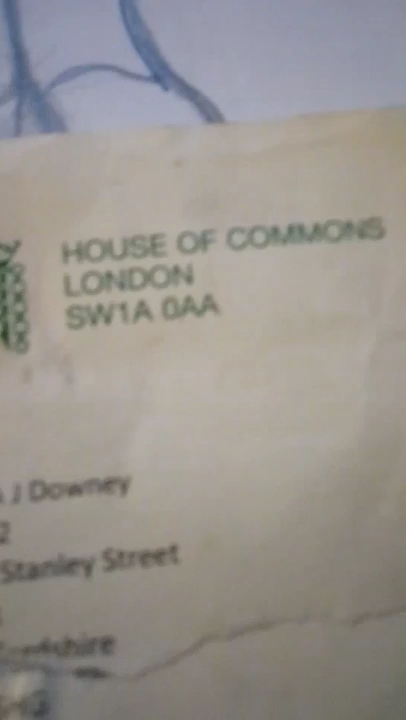 HOUSE OF COMMONS
LONDON
SW1A 0AA
J Downey
2
Stanley Street